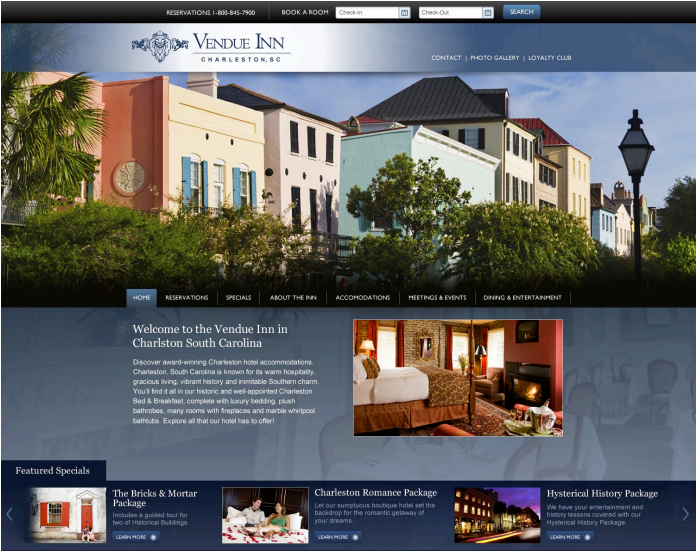 RESERVATIONS 1-800-845-7900
BOOK A ROOM
Check-in
Check-Out
SEARCH
VENDUE INN
CHARLESTON, SC
CONTACT | PHOTO GALLERY | LOYALTY CLUB
HOME
RESERVATIONS
SPECIALS
ABOUT THE INN
ACCOMODATIONS
MEETINGS & EVENTS
DINING & ENTERTAINMENT
Welcome to the Vendue Inn in
Charlston South Carolina
Discover award-winning Charleston hotel accommodations.
Charleston, South Carolina is known for its warm hospitality,
gracious living, vibrant history and inimitable Southern charm.
You'll find it all in our historic and well-appointed Charleston
Bed & Breakfast, complete with luxury bedding, plush
bathrobes, many rooms with fireplaces and marble whirlpool
bathtubs. Explore all that our hotel has to offer!
Featured Specials
The Bricks & Mortar
Package
Includes a guided tour for
two of Historical Buildings.
LEARN MORE
Charleston Romance Package
Let our sumptuous boutique hotel set the
backdrop for the romantic getaway of
your dreams.
LEARN MORE
Hysterical History Package
We have your entertainment and
history lessons covered with our
Hysterical History Package.
LEARN MORE